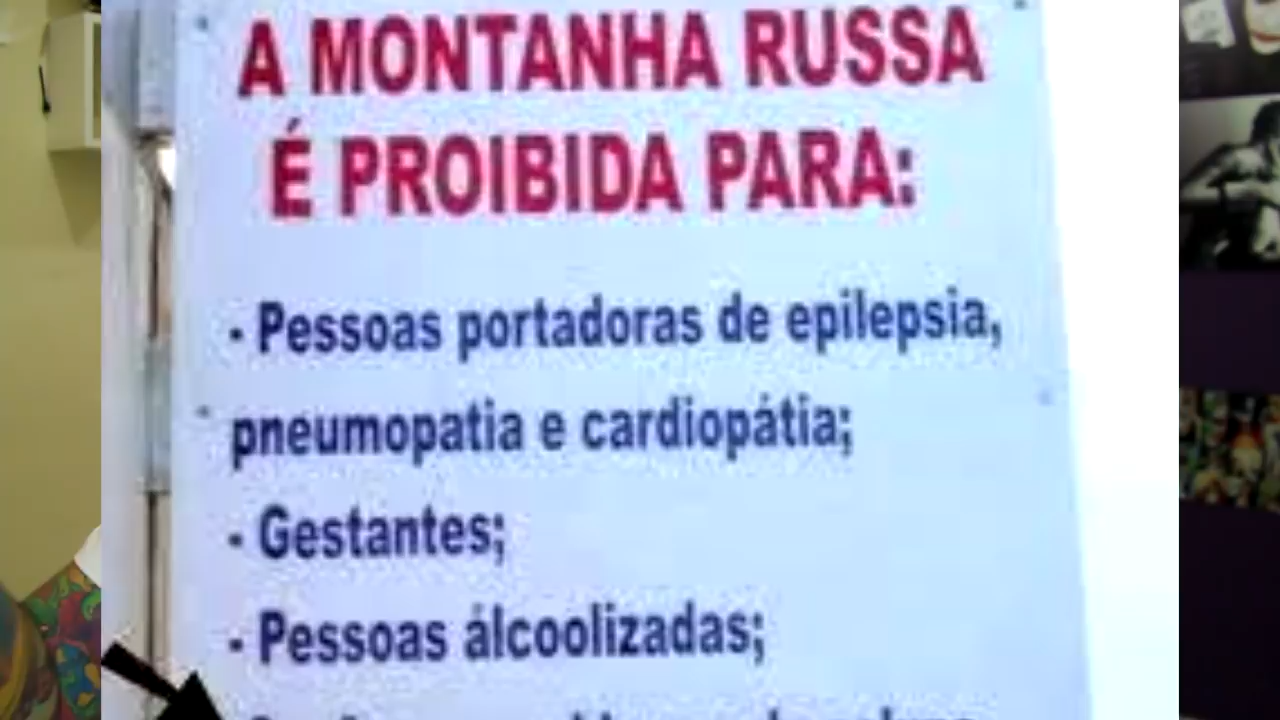 A MONTANHA RUSSA
É PROIBIDA PARA:
- Pessoas portadoras de epilepsia,
pneumopatia e cardiopátia;
- Gestantes;
- Pessoas álcoolizadas;